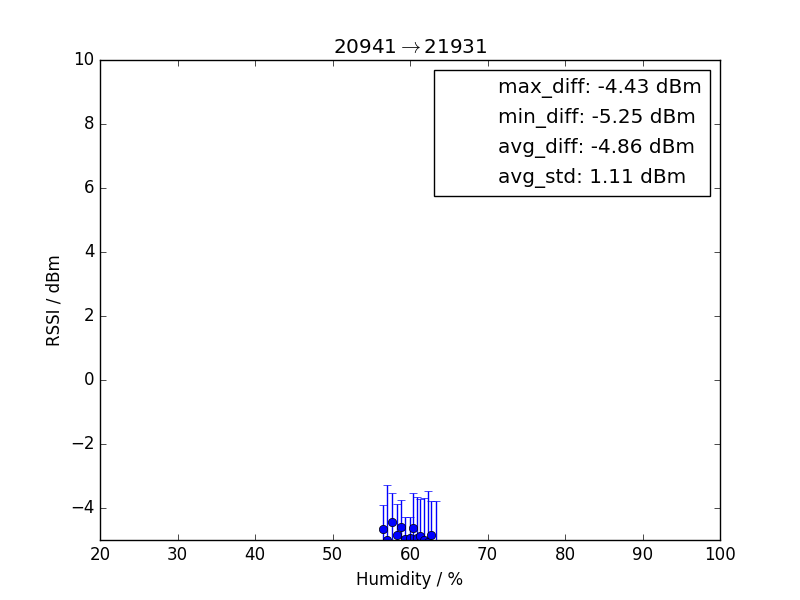 20941→21931
max_diff: -4.43 dBm
min_diff: -5.25 dBm
avg_diff: -4.86 dBm
avg_std: 1.11 dBm
10
8
6
4
2
0
−2
−4
RSSI / dBm
20 30 40 50 60 70 80 90 100
Humidity / %